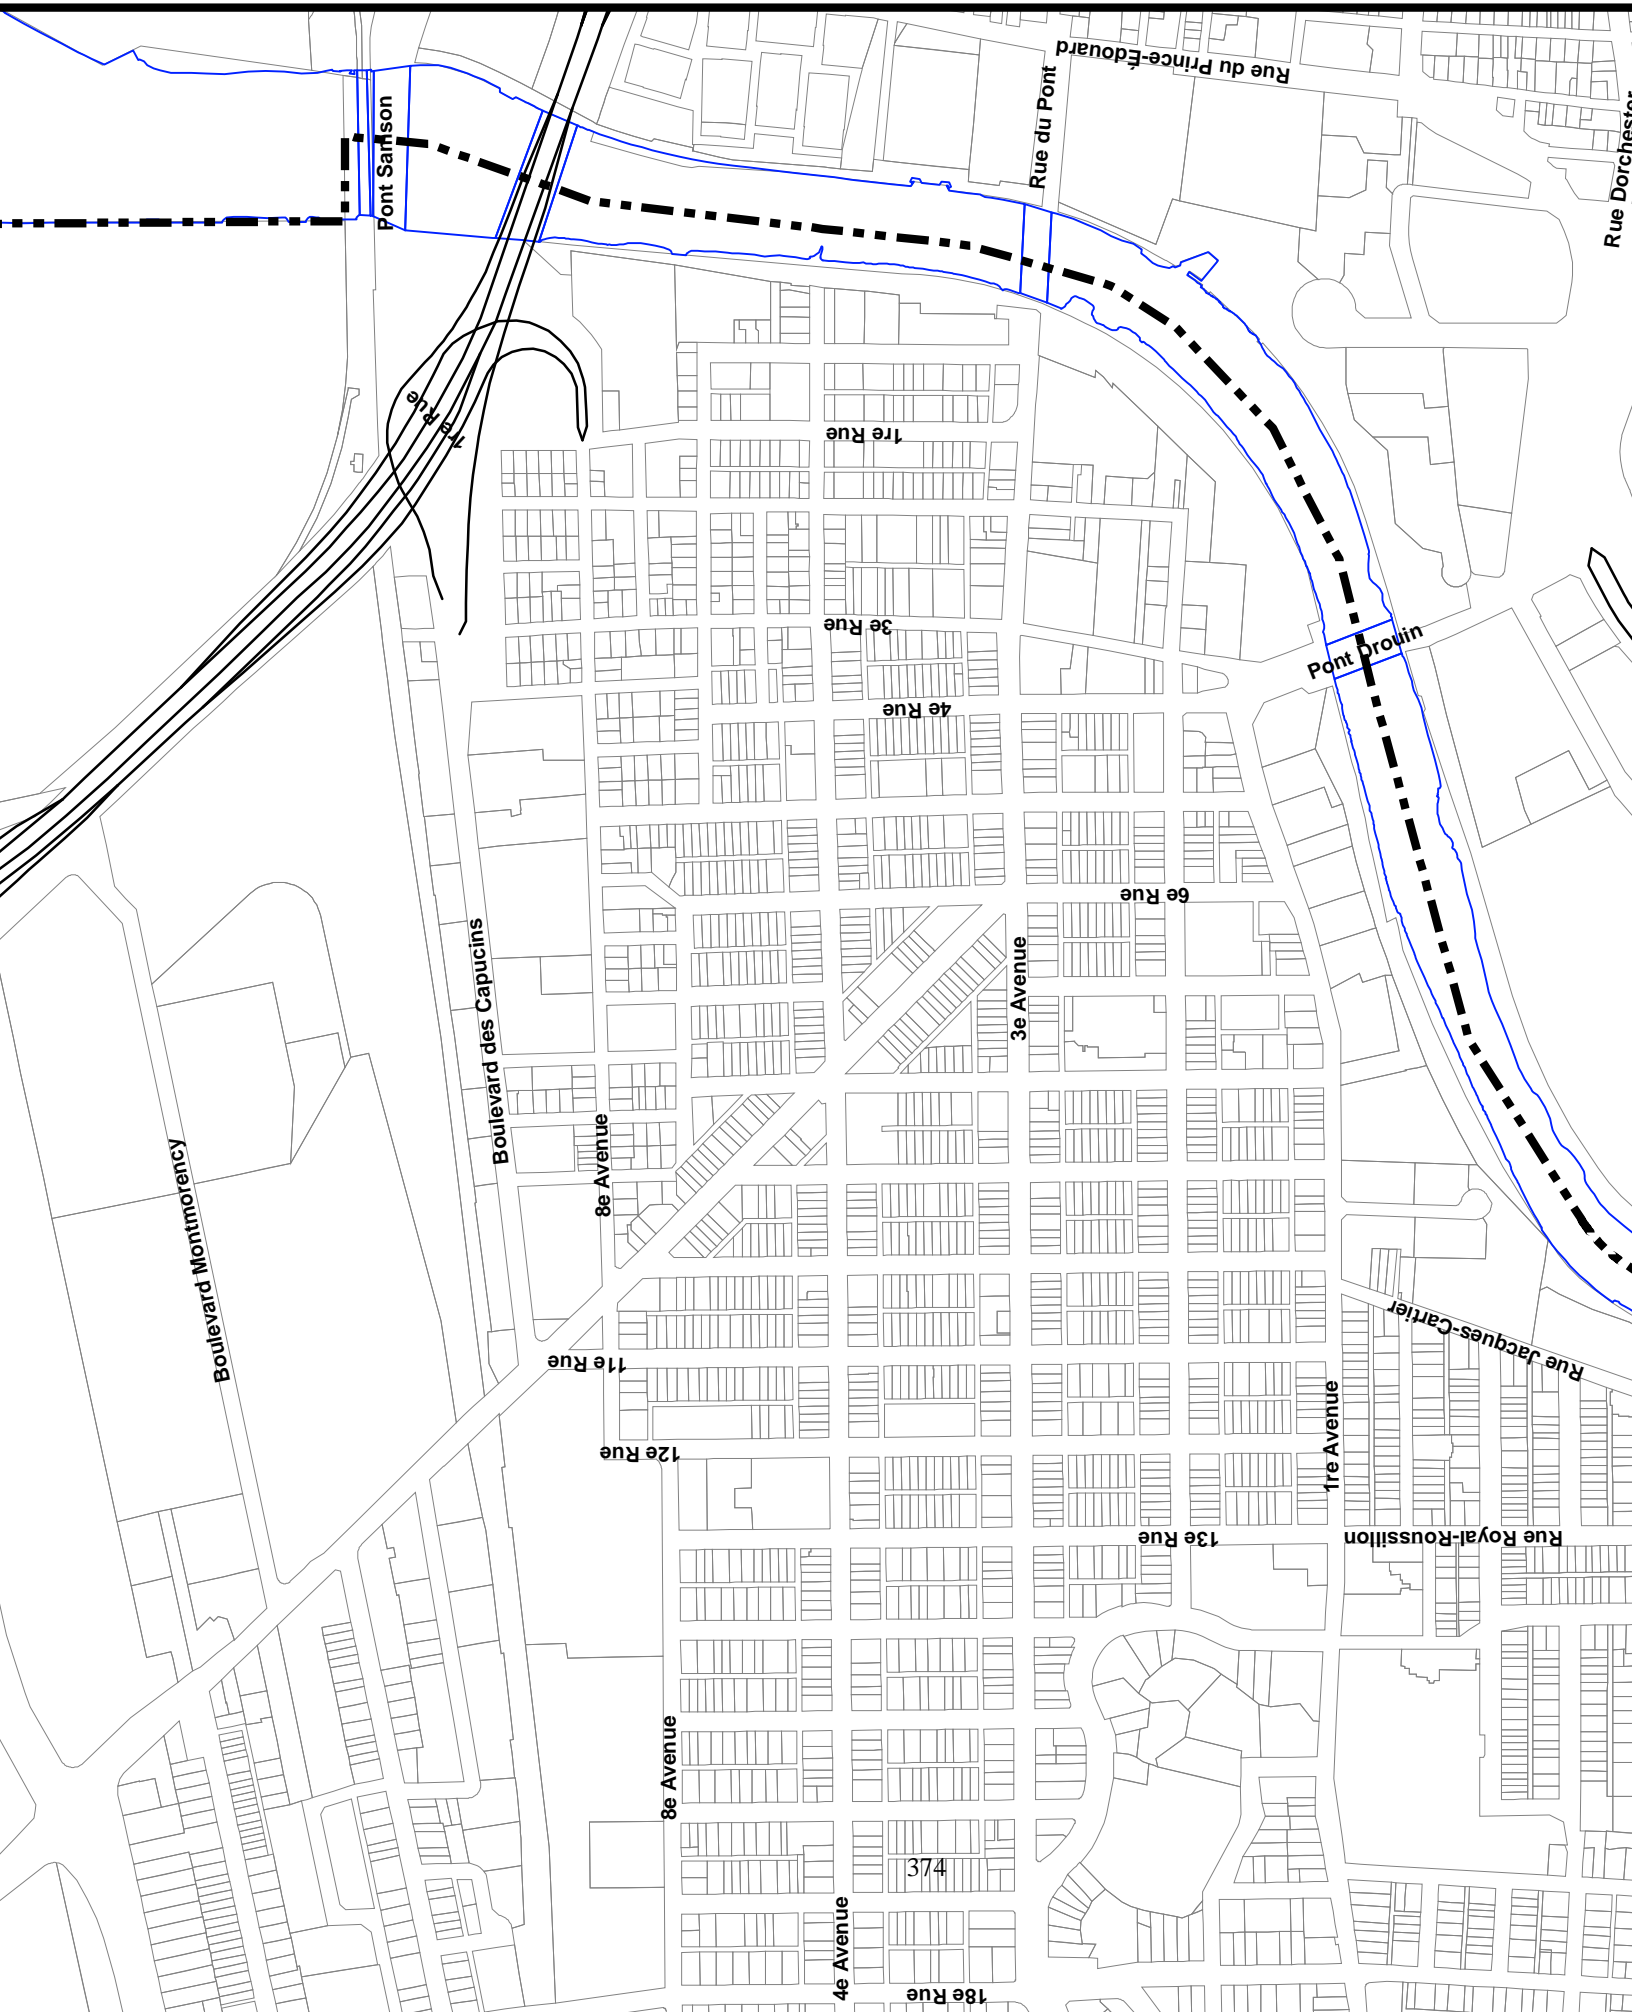 Rue du Prince-Édouard
Rue du Pont
Rue Dorchester
Pont Samson
1re Rue
1re Rue
3e Rue
Pont Drouin
4e Rue
6e Rue
3e Avenue
Boulevard des Capucins
8e Avenue
Boulevard Montmorency
Rue Jacques-Cartier
11e Rue
12e Rue
1re Avenue
13e Rue
Rue Royal-Roussillon
8e Avenue
374
4e Avenue
18e Rue